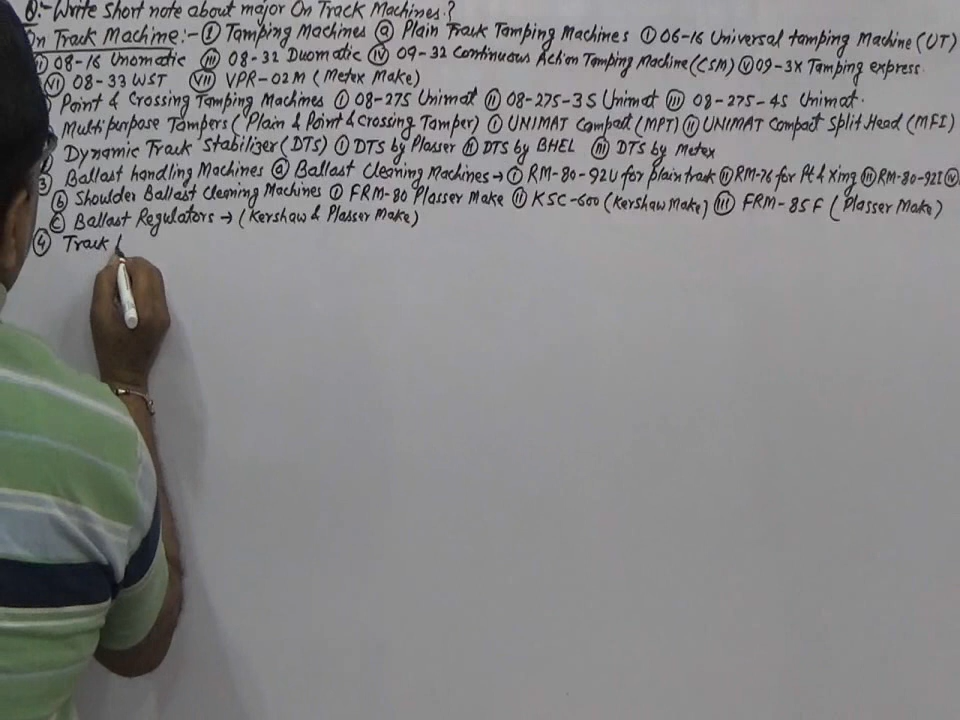 Q:- Write short note about major On Track Machines.?
On Track Machine:- ① Tamping Machines ⓐ Plain Track Tamping Machines ⓘ 06-16 Universal tamping Machine (UT)
ⓘⓘ 08-16 Unomatic ⓘⓘⓘ 08-32 Duomatic ⓘⓥ 09-32 Continuous Action Tamping Machine (CSM) ⓥ 09-3X Tamping express.
ⓥⓘ 08-33 WST ⓥⓘⓘ VPR-02M (Metex Make)
Point & Crossing Tamping Machines ⓘ 08-275 Unimat ⓘⓘ 08-275-3S Unimat ⓘⓘⓘ 08-275-4S Unimat.
Multipurpose Tampers (Plain & Point & Crossing Tamper) ⓘ UNIMAT Compact (MPT) ⓘⓘ UNIMAT Compact Split Head (MFI)
Dynamic Track Stabilizer (DTS) ⓘ DTS by Plasser ⓘⓘ DTS by BHEL ⓘⓘⓘ DTS by Metex
③ Ballast handling Machines ⓐ Ballast Cleaning Machines → ⓘ RM-80-92U for plain track ⓘⓘ RM-76 for Pt & Xing ⓘⓘⓘ RM-80-92I ⓘⓥ
ⓑ Shoulder Ballast Cleaning Machines ⓘ FRM-80 Plasser Make ⓘⓘ KSC-600 (Kershaw Make) ⓘⓘⓘ FRM-85F (Plasser Make)
ⓒ Ballast Regulators → (Kershaw & Plasser Make)
④ Track